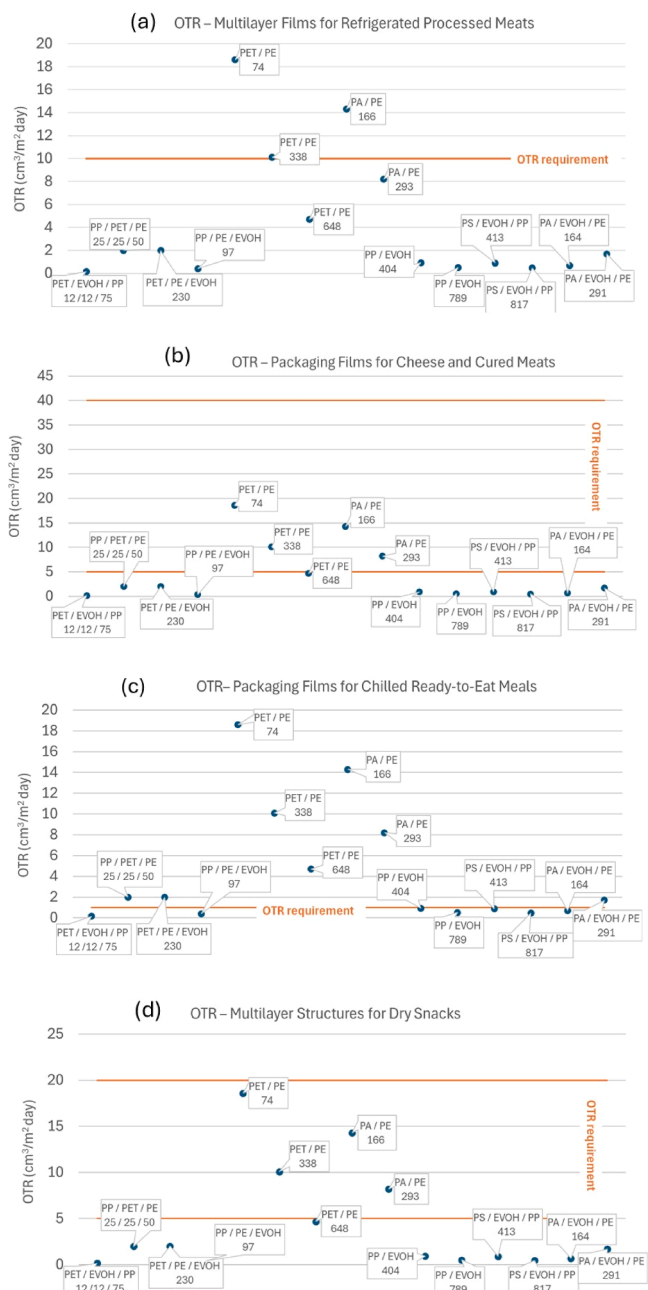 (a)
OTR – Multilayer Films for Refrigerated Processed Meats
20
18
16
14
12
10
8
6
4
2
0
OTR (cm³/m² day)
PET / PE
74
PA / PE
166
PET / PE
338
OTR requirement
PA / PE
293
PET / PE
648
PP / PET / PE
25 / 25 / 50
PP / PE / EVOH
97
PS / EVOH / PP
413
PA / EVOH / PE
164
PET / EVOH / PP
12 /12 / 75
PET / PE / EVOH
230
PP / EVOH
404
PP / EVOH
789
PS / EVOH / PP
817
PA / EVOH / PE
291
(b)
OTR – Packaging Films for Cheese and Cured Meats
45
40
35
30
25
20
15
10
5
0
OTR (cm³/m² day)
OTR requirement
PET / PE
74
PA / PE
166
PP / PET / PE
25 / 25 / 50
PP / PE / EVOH
97
PET / PE
338
PA / PE
293
PS / EVOH / PP
413
PA / EVOH / PE
164
PET / PE
648
PET / EVOH / PP
12 /12 / 75
PET / PE / EVOH
230
PP / EVOH
404
PP / EVOH
789
PS / EVOH / PP
817
PA / EVOH / PE
291
(c)
OTR– Packaging Films for Chilled Ready-to-Eat Meals
20
18
16
14
12
10
8
6
4
2
0
OTR (cm³/m² day)
PET / PE
74
PA / PE
166
PET / PE
338
PA / PE
293
PET / PE
648
PP / PET / PE
25 / 25 / 50
PP / PE / EVOH
97
PP / EVOH
404
PS / EVOH / PP
413
PA / EVOH / PE
164
OTR requirement
PET / EVOH / PP
12 /12 / 75
PET / PE / EVOH
230
PP / EVOH
789
PS / EVOH / PP
817
PA / EVOH / PE
291
(d)
OTR – Multilayer Structures for Dry Snacks
25
20
15
10
5
0
OTR (cm³/m² day)
OTR requirement
PET / PE
74
PA / PE
166
PET / PE
338
PA / PE
293
PET / PE
648
PP / PET / PE
25 / 25 / 50
PP / PE / EVOH
97
PS / EVOH / PP
413
PA / EVOH / PE
164
PET / EVOH / PP
12 /12 / 75
PET / PE / EVOH
230
PP / EVOH
404
PP / EVOH
789
PS / EVOH / PP
817
PA / EVOH / PE
291